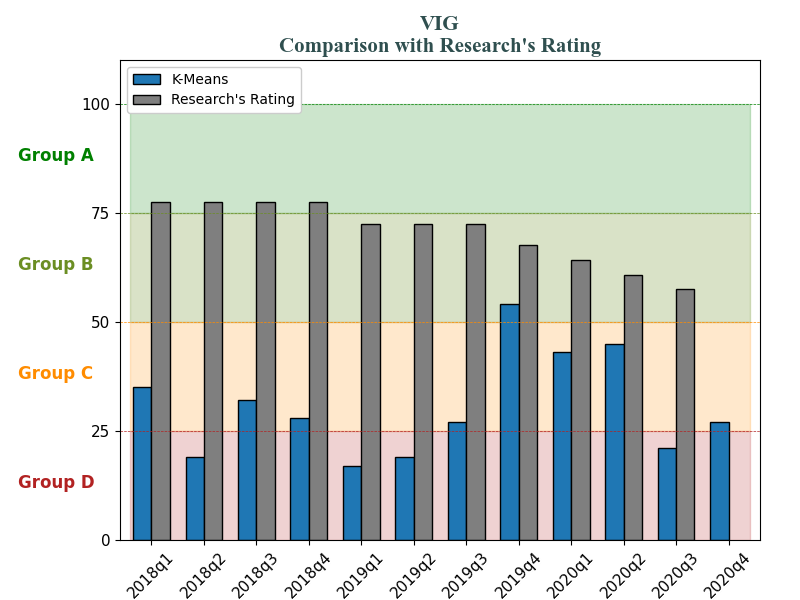 VIG
Comparison with Research's Rating
K-Means
Research's Rating
100
Group A
75
Group B
50
Group C
25
Group D
0
2018q1
2018q2
2018q3
2018q4
2019q1
2019q2
2019q3
2019q4
2020q1
2020q2
2020q3
2020q4